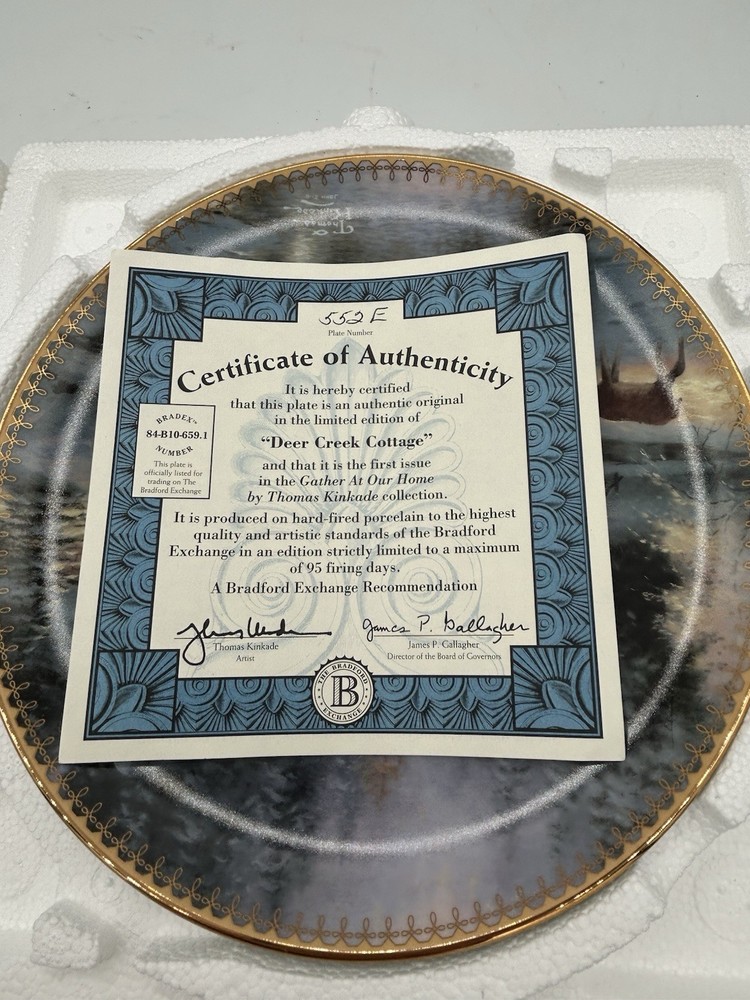 552 E
Plate Number
Certificate of Authenticity
It is hereby certified
that this plate is an authentic original
in the limited edition of
“Deer Creek Cottage”
and that it is the first issue
in the Gather At Our Home
by Thomas Kinkade collection.
BRADEX™
84-B10-659.1
NUMBER
This plate is
officially listed for
trading on The
Bradford Exchange
It is produced on hard-fired porcelain to the highest
quality and artistic standards of the Bradford
Exchange in an edition strictly limited to a maximum
of 95 firing days.
A Bradford Exchange Recommendation
James P. Gallagher
Thomas Kinkade
Artist
James P. Gallagher
Director of the Board of Governors
THE BRADFORD
B
EXCHANGE
Thomas
Kinkade